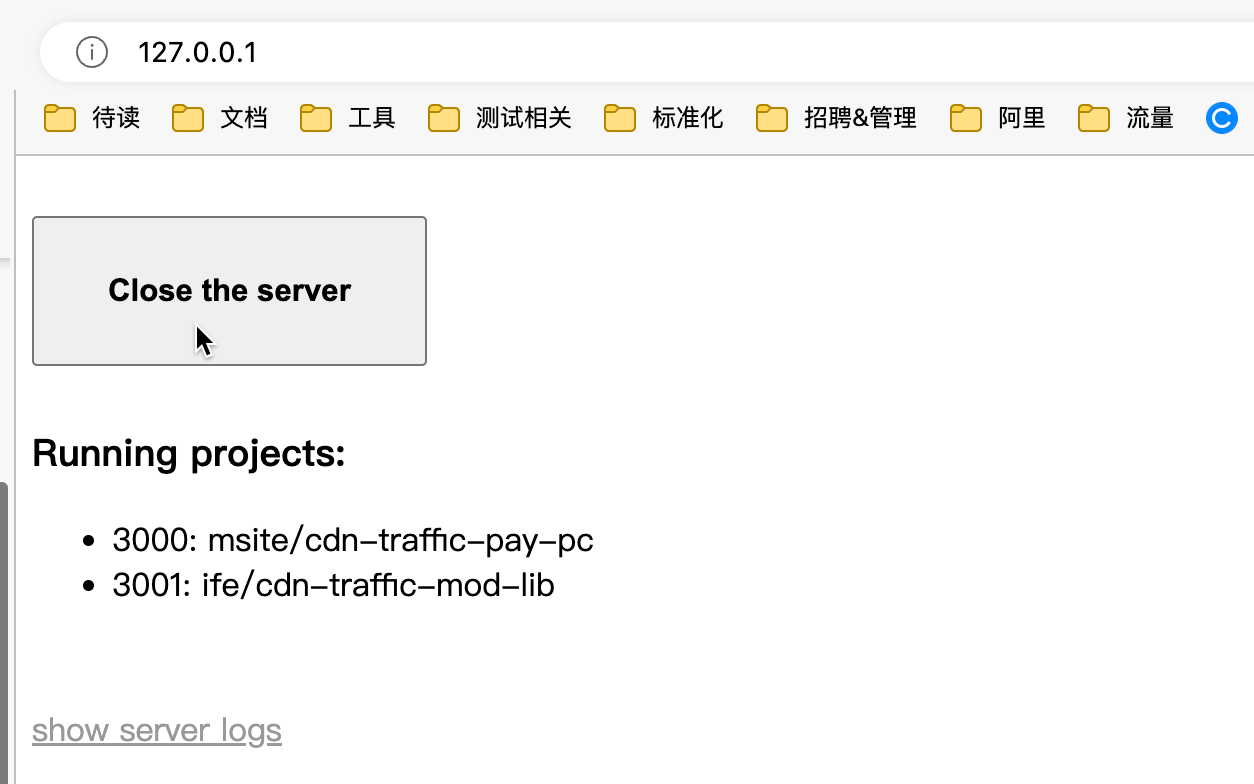 127.0.0.1
待读 文档 工具 测试相关 标准化 招聘&管理 阿里 流量
Close the server
Running projects:
• 3000: msite/cdn-traffic-pay-pc
• 3001: ife/cdn-traffic-mod-lib
show server logs